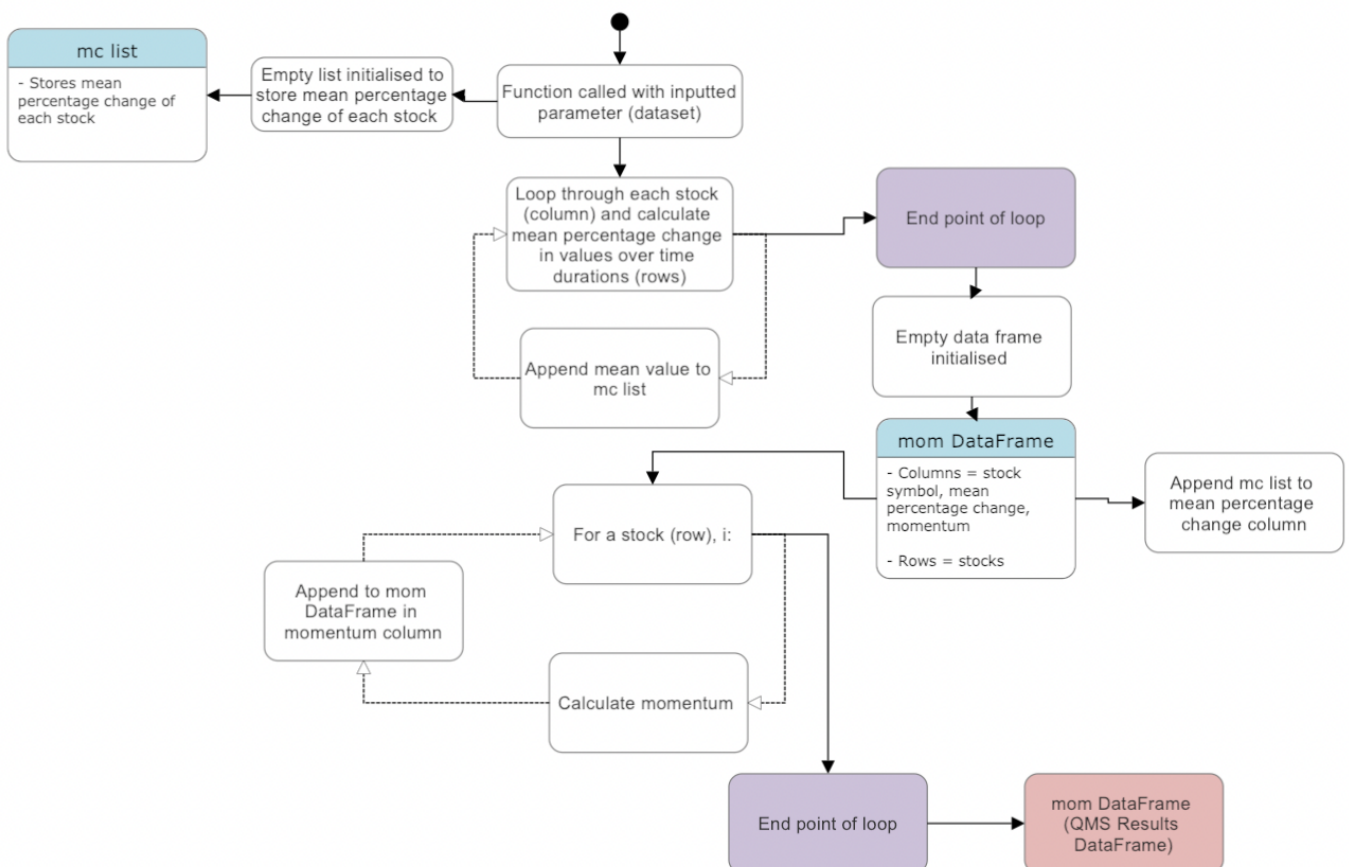 mc list
- Stores mean
percentage change of
each stock
Empty list initialised to
store mean percentage
change of each stock
Function called with inputted
parameter (dataset)
Loop through each stock
(column) and calculate
mean percentage change
in values over time
durations (rows)
End point of loop
Append mean value to
mc list
Empty data frame
initialised
mom DataFrame
- Columns = stock
symbol, mean
percentage change,
momentum
- Rows = stocks
Append mc list to
mean percentage
change column
For a stock (row), i:
Append to mom
DataFrame in
momentum column
Calculate momentum
End point of loop
mom DataFrame
(QMS Results
DataFrame)